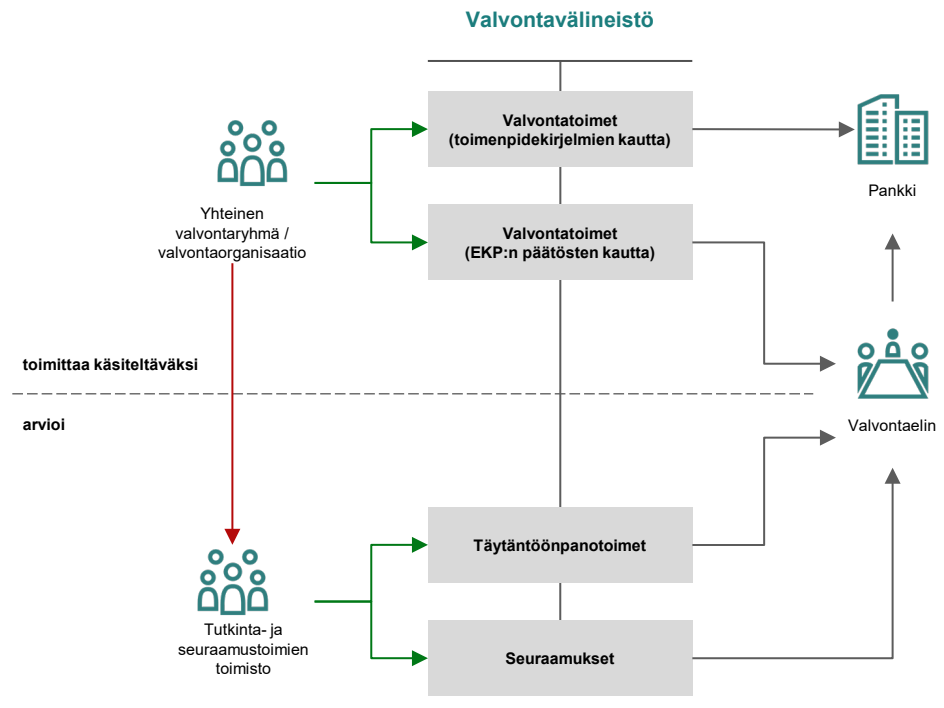 Valvontavälineistö
Valvontatoimet
(toimenpidekirjelmien kautta)
Pankki
Yhteinen
valvontaryhmä /
valvontaorganisaatio
Valvontatoimet
(EKP:n päätösten kautta)
toimittaa käsiteltäväksi
arvioi
Valvontaelin
Täytäntöönpanotoimet
Tutkinta- ja
seuraamustoimien
toimisto
Seuraamukset